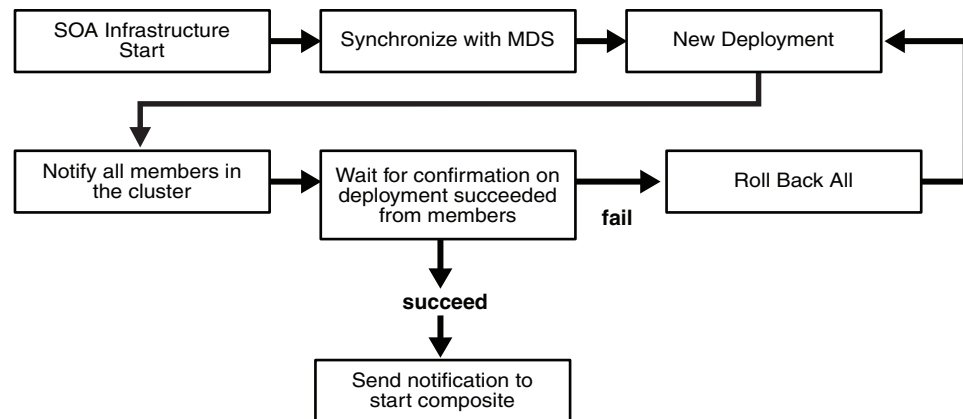 SOA Infrastructure
Start
Synchronize with MDS
New Deployment
Notify all members in
the cluster
Wait for confirmation on
deployment succeeded
from members
fail
Roll Back All
succeed
Send notification to
start composite